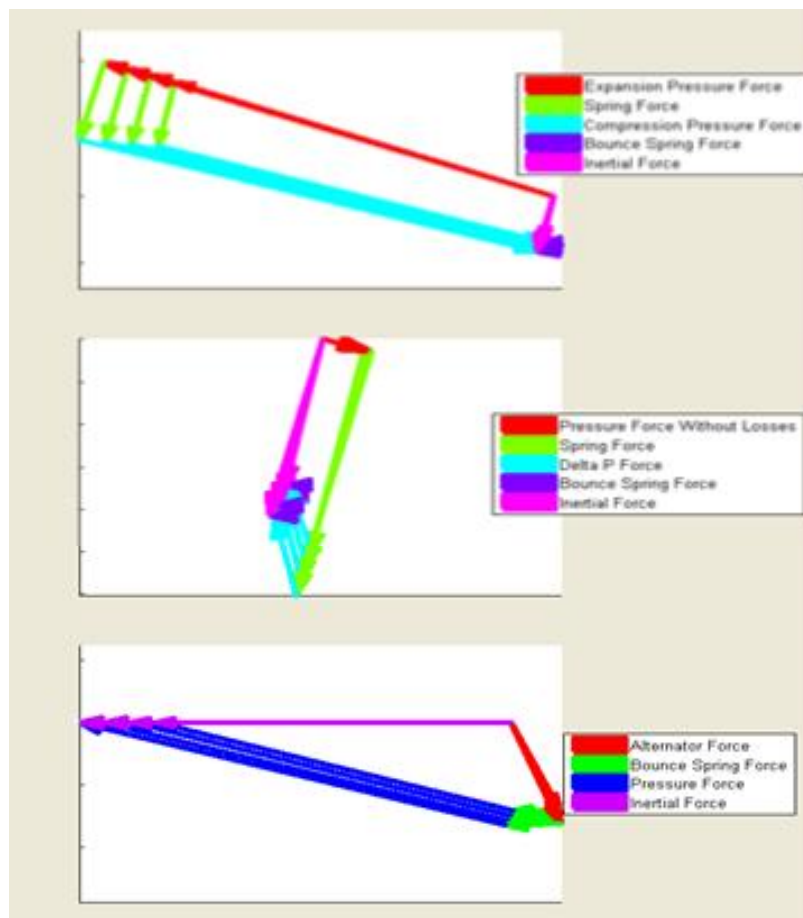 Expansion Pressure Force
Spring Force
Compression Pressure Force
Bounce Spring Force
Inertial Force
Pressure Force Without Losses
Spring Force
Delta P Force
Bounce Spring Force
Inertial Force
Alternator Force
Bounce Spring Force
Pressure Force
Inertial Force